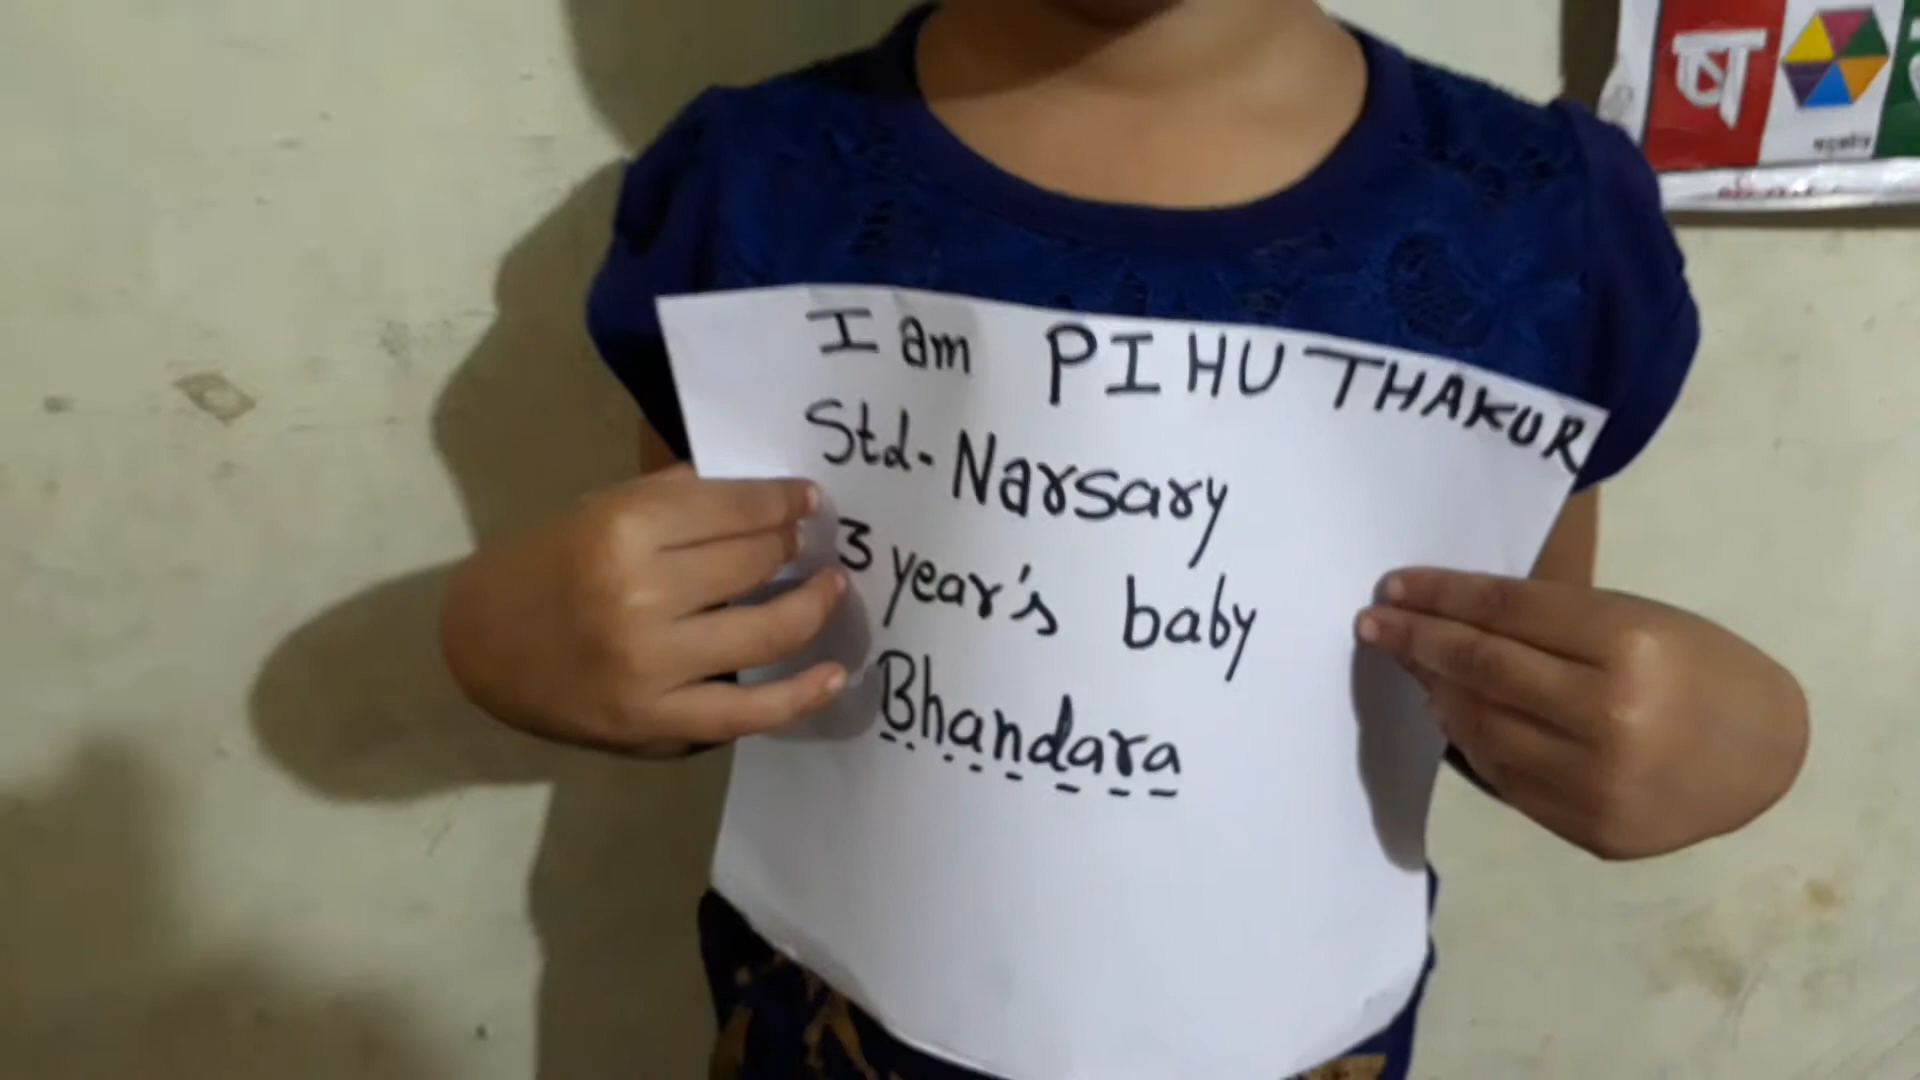 I am PIHU THAKUR
Std- Narsary
3 year's baby
Bhandara
ष